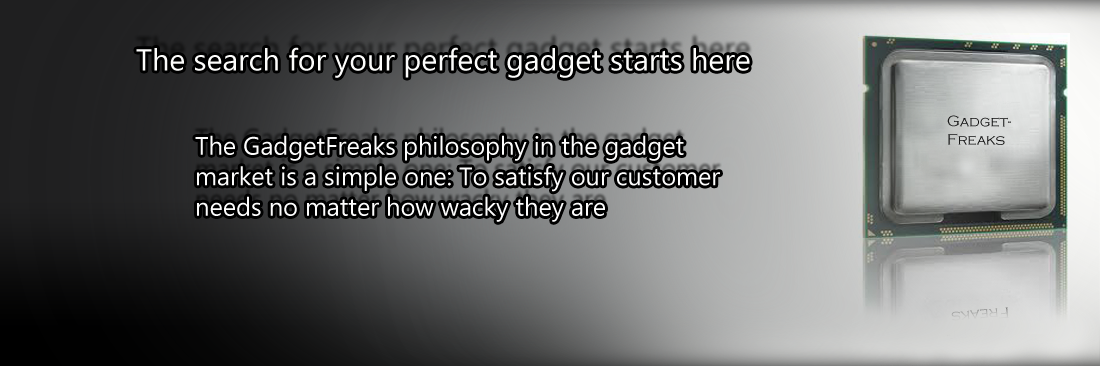 The search for your perfect gadget starts here
The GadgetFreaks philosophy in the gadget
market is a simple one: To satisfy our customer
needs no matter how wacky they are
GADGET-
FREAKS